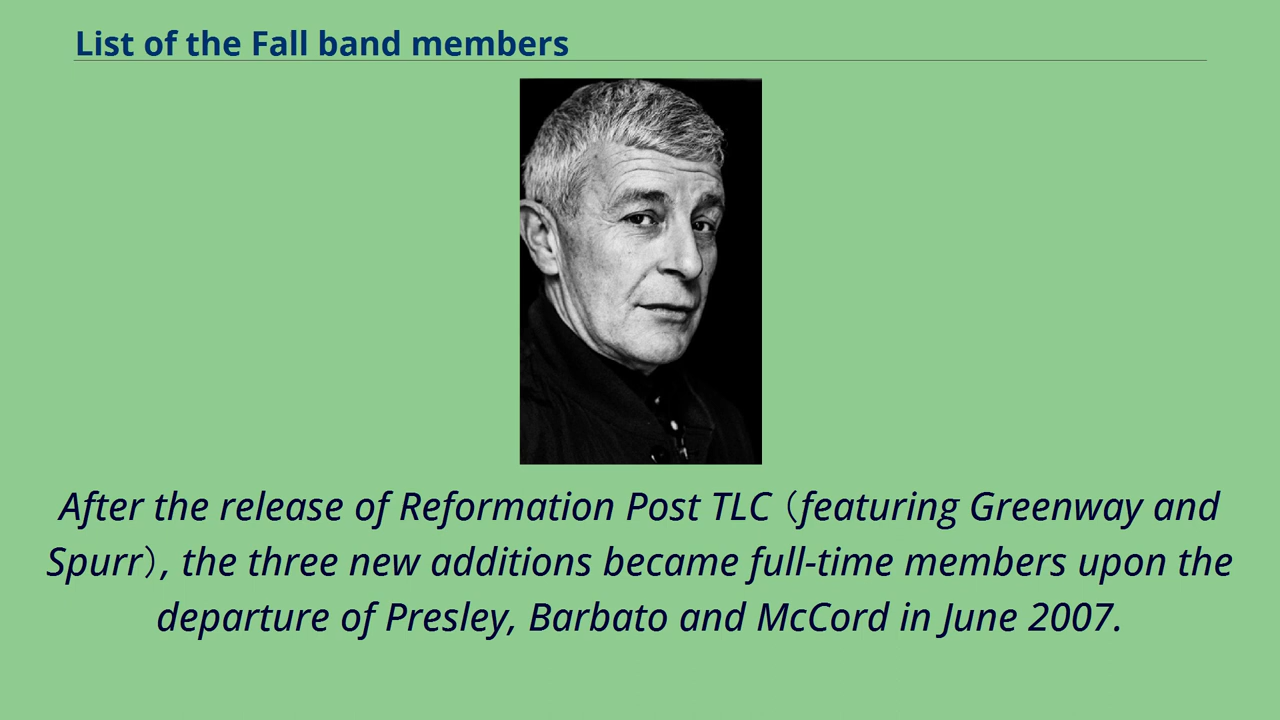 List of the Fall band members
After the release of Reformation Post TLC（featuring Greenway and
Spurr）, the three new additions became full-time members upon the
departure of Presley, Barbato and McCord in June 2007.